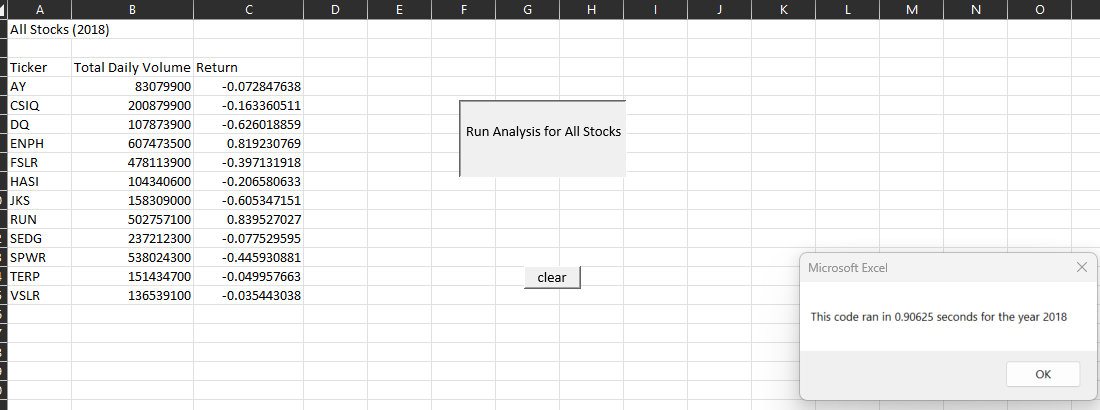 A B C D E F G H I J K L M N O
All Stocks (2018)
Ticker Total Daily Volume Return
AY 83079900 -0.072847638
CSIQ 200879900 -0.163360511
DQ 107873900 -0.626018859
ENPH 607473500 0.819230769
FSLR 478113900 -0.397131918
HASI 104340600 -0.206580633
JKS 158309000 -0.605347151
RUN 502757100 0.839527027
SEDG 237212300 -0.077529595
SPWR 538024300 -0.445930881
TERP 151434700 -0.049957663
VSLR 136539100 -0.035443038
Run Analysis for All Stocks
clear
Microsoft Excel
This code ran in 0.90625 seconds for the year 2018
OK